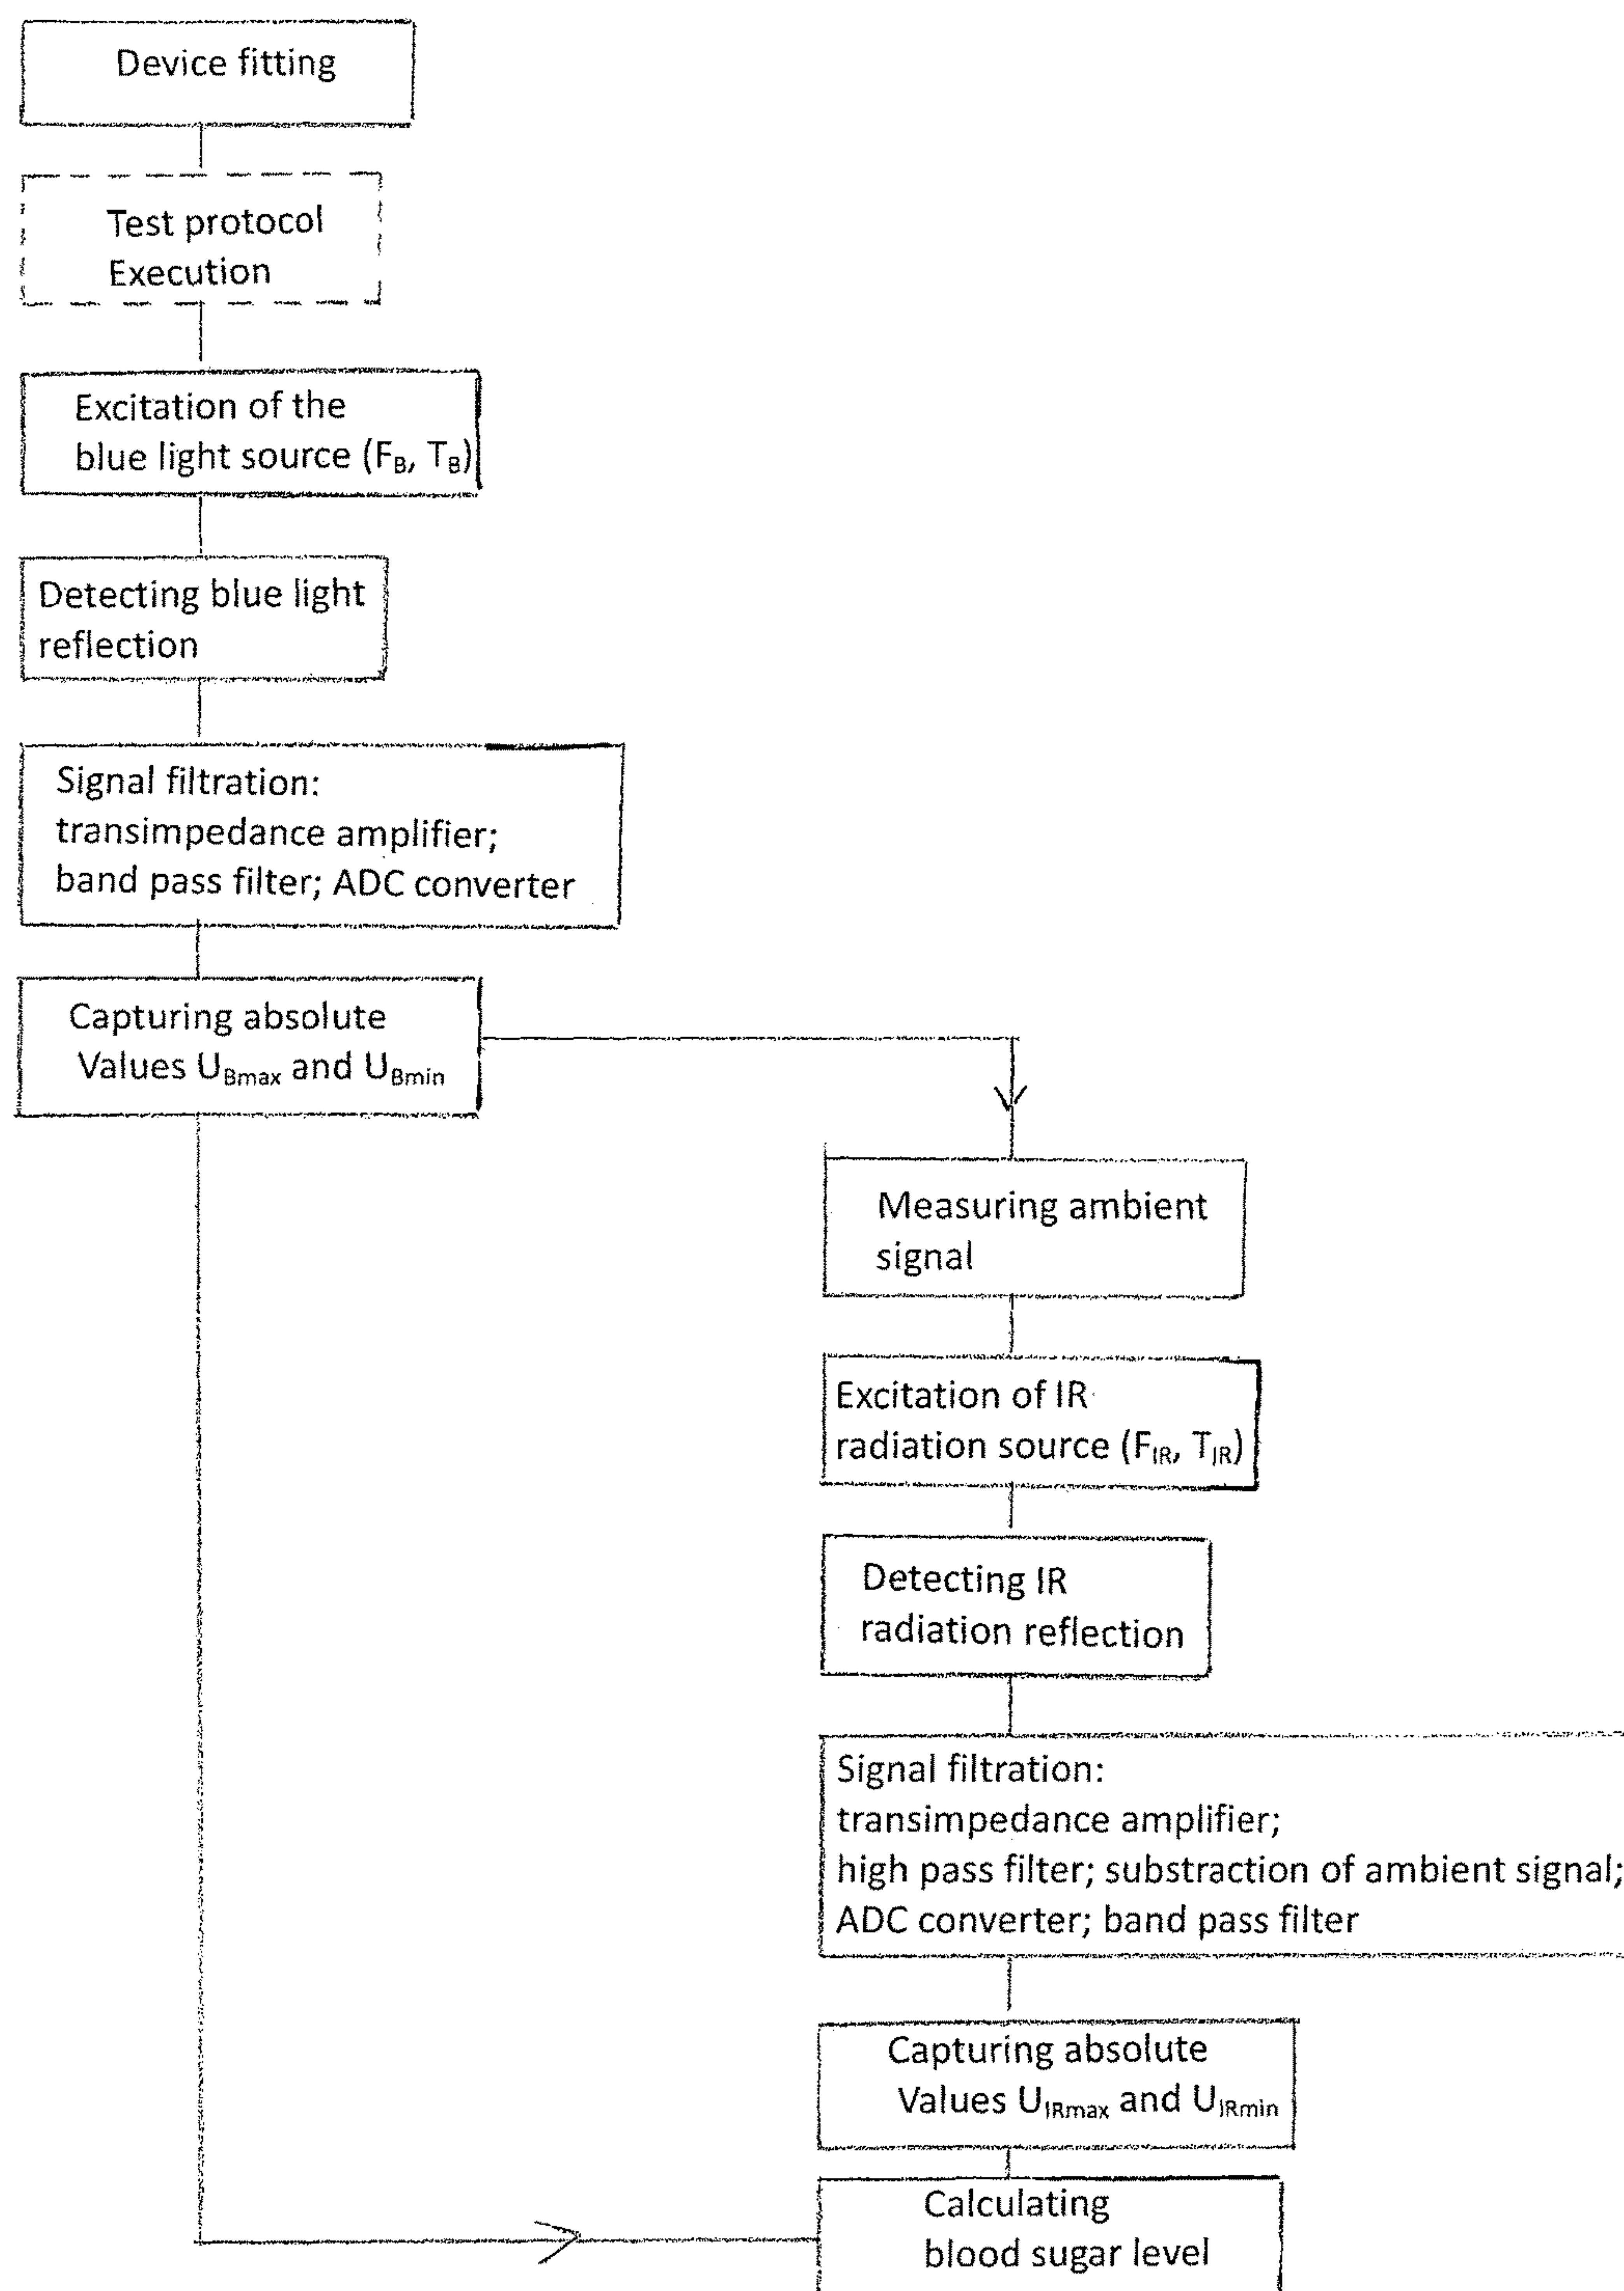 Device fitting
Test protocol
Execution
Excitation of the
blue light source (F_B, T_B)
Detecting blue light
reflection
Signal filtration:
transimpedance amplifier;
band pass filter; ADC converter
Capturing absolute
Values U_Bmax and U_Bmin
Measuring ambient
signal
Excitation of IR
radiation source (F_IR, T_IR)
Detecting IR
radiation reflection
Signal filtration:
transimpedance amplifier;
high pass filter; substraction of ambient signal;
ADC converter; band pass filter
Capturing absolute
Values U_IRmax and U_IRmin
Calculating
blood sugar level